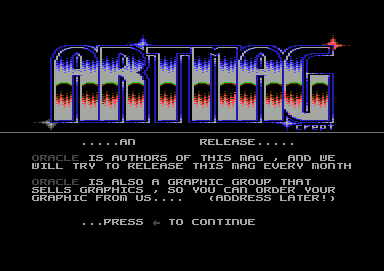 ARTMAG
crept
.....AN RELEASE.....
ORACLE IS AUTHORS OF THIS MAG , AND WE
WILL TRY TO RELEASE THIS MAG EVERY MONTH
ORACLE IS ALSO A GRAPHIC GROUP THAT
SELLS GRAPHICS , SO YOU CAN ORDER YOUR
GRAPHIC FROM US.... (ADDRESS LATER!)
...PRESS ← TO CONTINUE